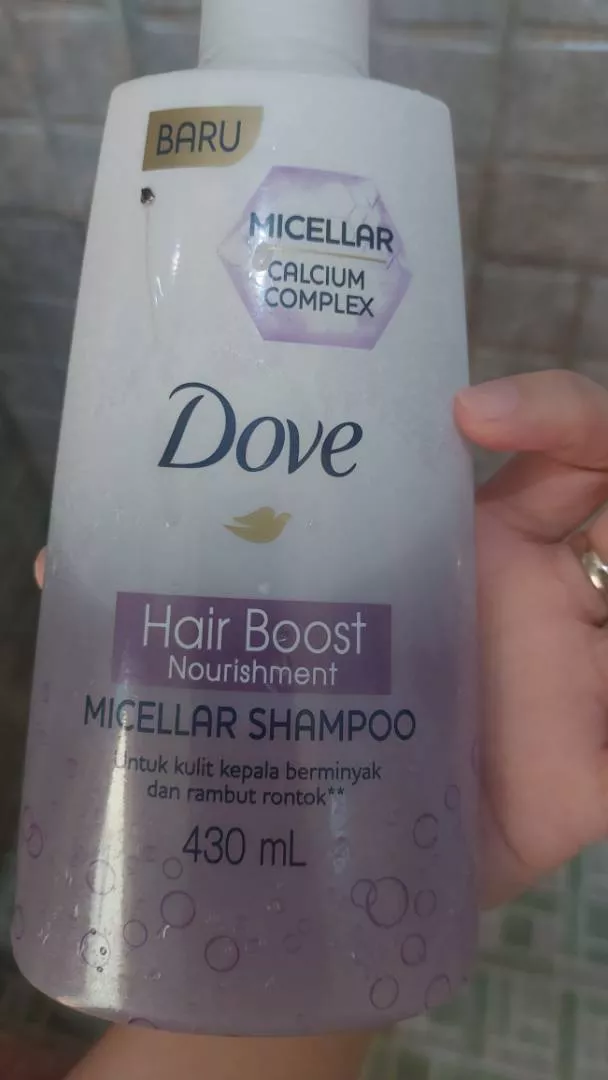 BARU
MICELLAR
CALCIUM
COMPLEX
Dove
Hair Boost
Nourishment
MICELLAR SHAMPOO
Untuk kulit kepala berminyak
dan rambut rontok**
430 mL